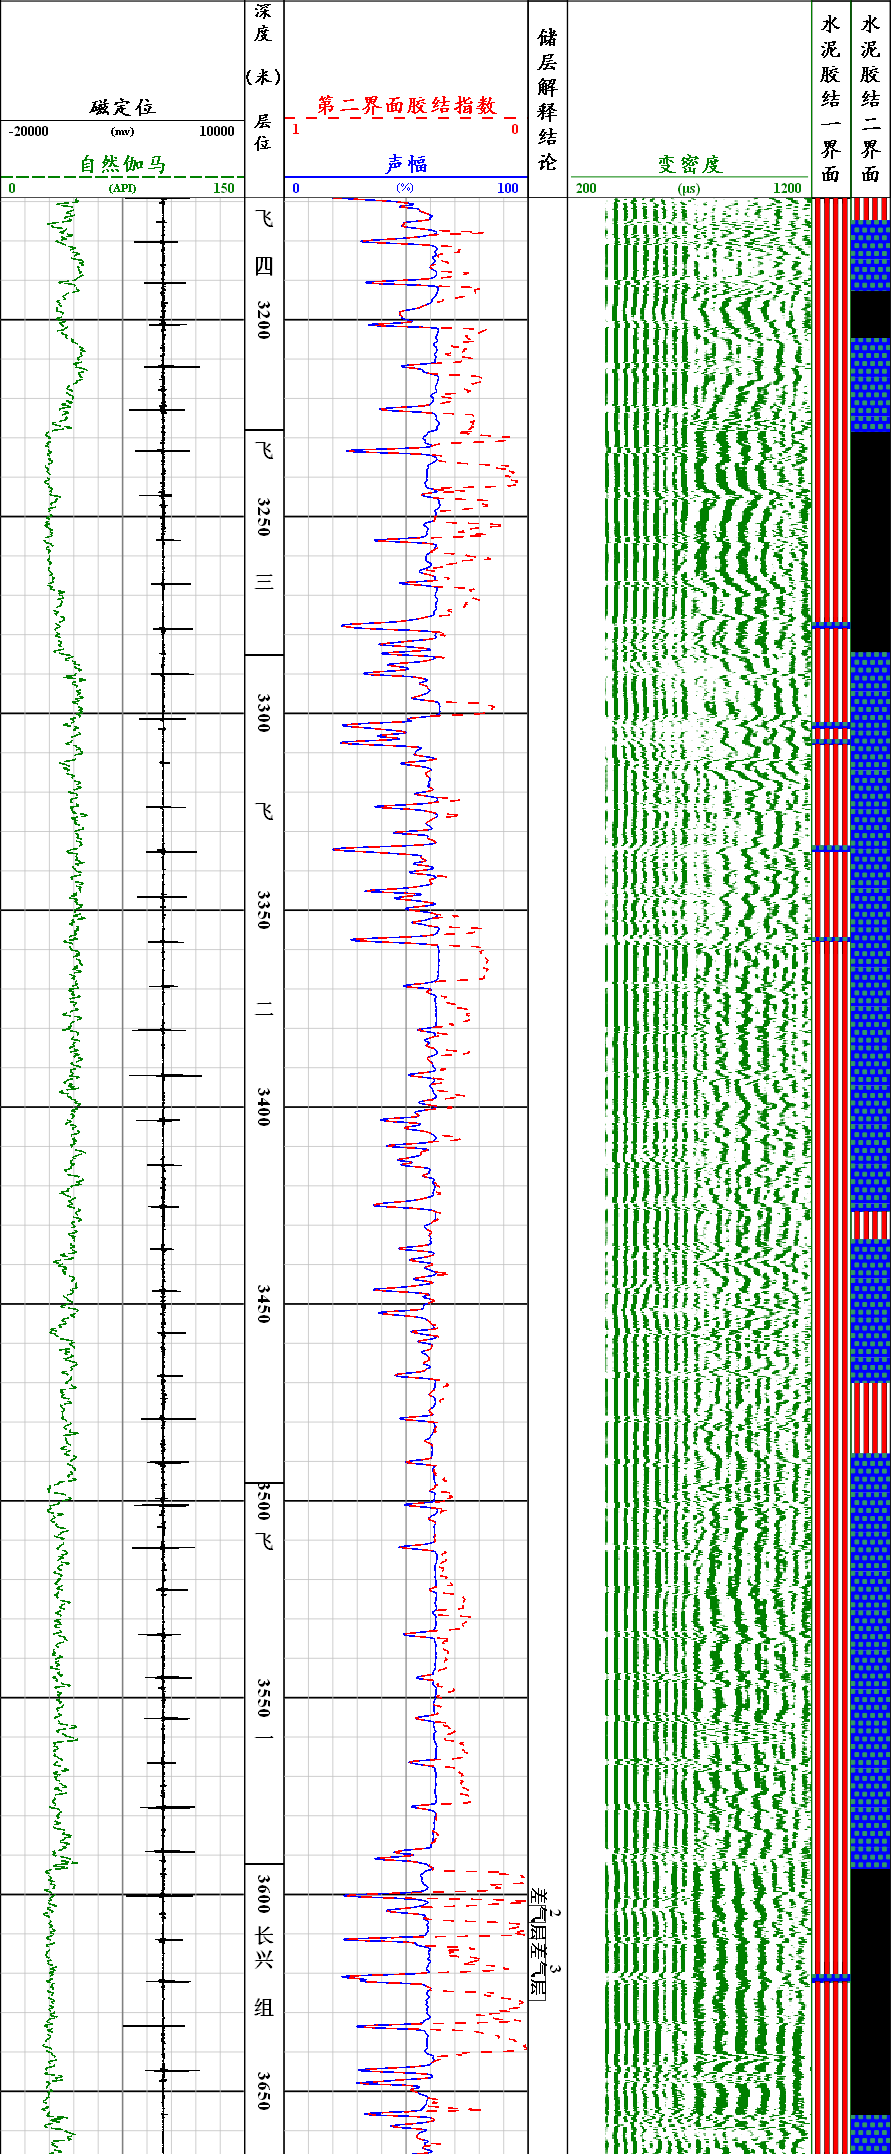 磁定位
-20000 (mv) 10000
自然伽马
0 (API) 150
深度(米)
层位
第二界面胶结指数
1 0
声幅
0 (%) 100
储层解释结论
变密度
200 (μs) 1200
水泥胶结一界面
水泥胶结二界面
飞四
3200
飞三
3250
3300
飞二
3350
3400
3450
3500
飞一
3550
3600
长兴组
3650
2
差气层
3
差气层